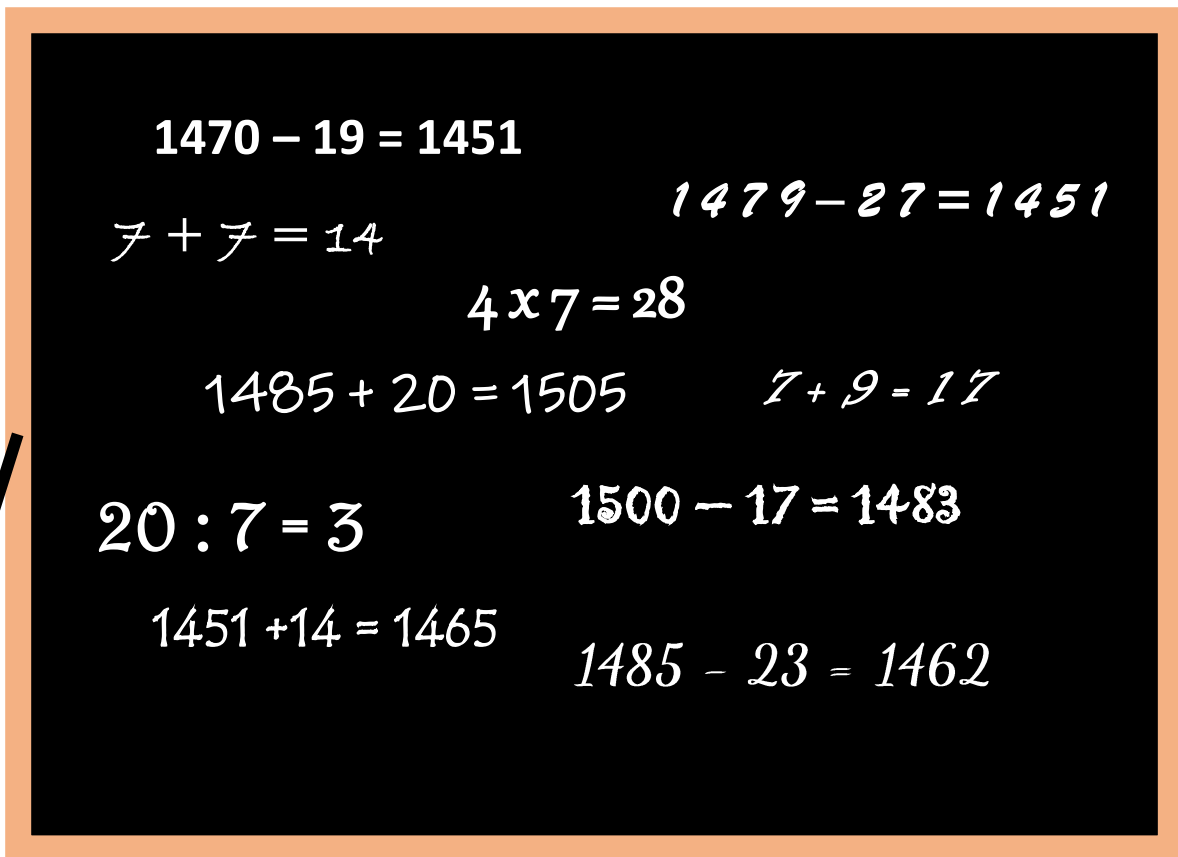 1470 – 19 = 1451
1479 – 27 = 1451
7 + 7 = 14
4 x 7 = 28
1485 + 20 = 1505
7 + 9 = 17
20 : 7 = 3
1500 – 17 = 1483
1451 +14 = 1465
1485 - 23 = 1462